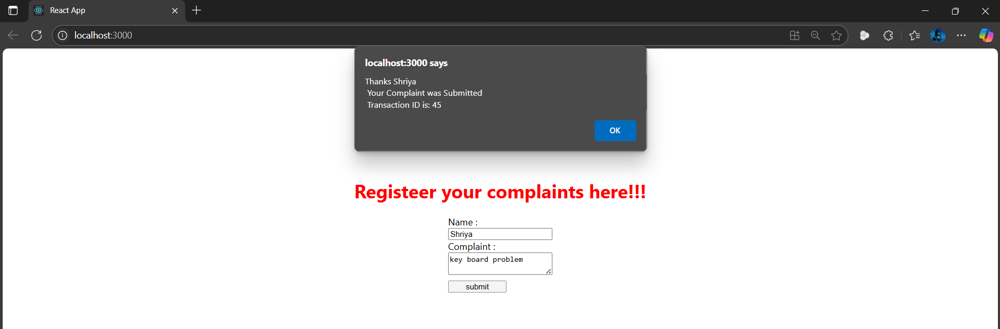 React App
localhost:3000
localhost:3000 says
Thanks Shriya
Your Complaint was Submitted
Transaction ID is: 45
OK
Registeer your complaints here!!!
Name :
Shriya
Complaint :
key board problem
submit